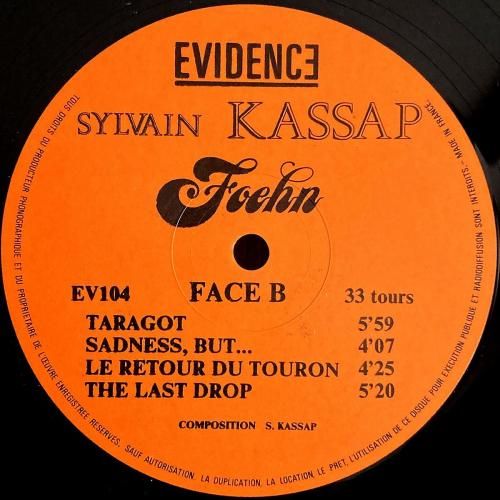 EVIDENCE
SYLVAIN KASSAP
Foehn
EV104 FACE B 33 tours
TARAGOT 5'59
SADNESS, BUT... 4'07
LE RETOUR DU TOURON 4'25
THE LAST DROP 5'20
COMPOSITION S. KASSAP
TOUS DROITS DU PRODUCTEUR PHONOGRAPHIQUE ET DU PROPRIETAIRE DE L'ŒUVRE ENREGISTREE RESERVES. SAUF AUTORISATION, LA DUPLICATION, LA LOCATION, LE PRET, L'UTILISATION DE CE DISQUE POUR EXECUTION PUBLIQUE ET RADIODIFFUSION SONT INTERDITS. - MADE IN FRANCE.